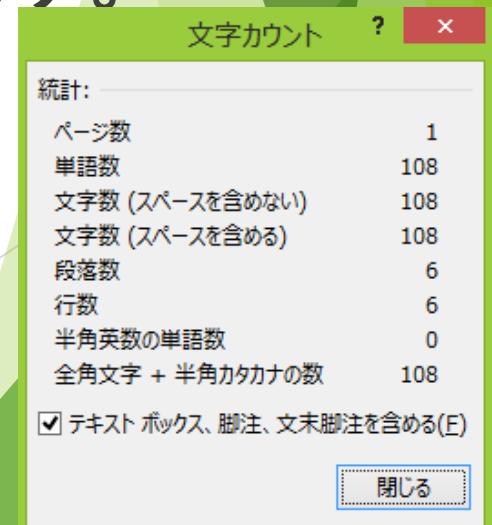 文字カウント ? ×
統計:
ページ数 1
単語数 108
文字数 (スペースを含めない) 108
文字数 (スペースを含める) 108
段落数 6
行数 6
半角英数の単語数 0
全角文字 + 半角カタカナの数 108
テキスト ボックス、脚注、文末脚注を含める(F)
閉じる